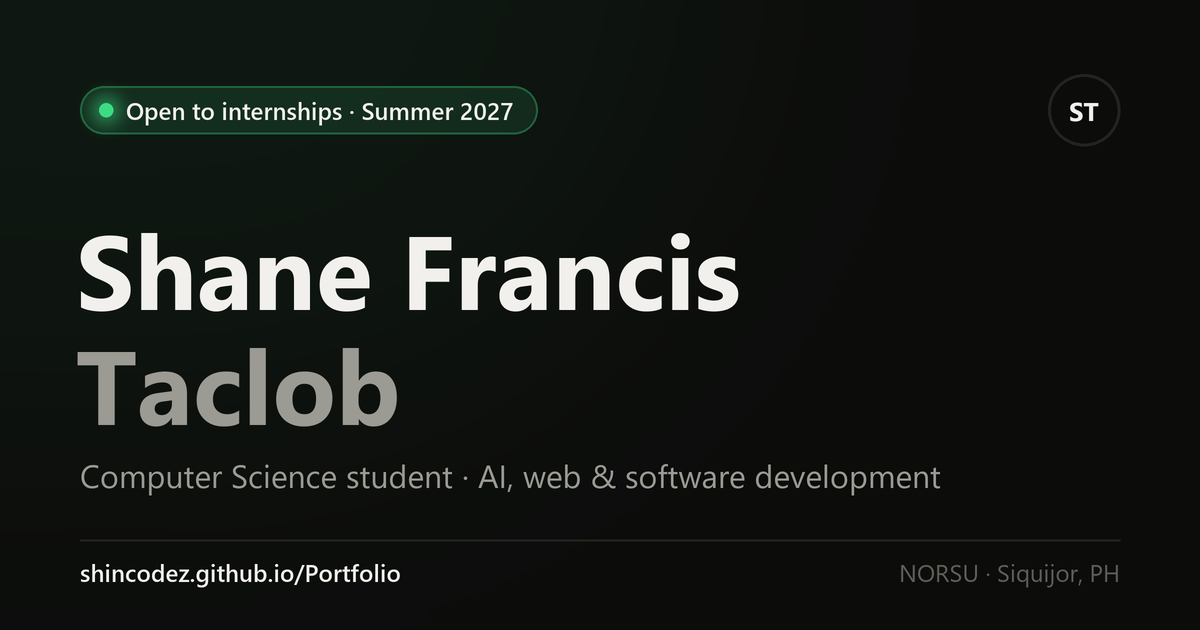 Open to internships · Summer 2027
ST
Shane Francis
Taclob
Computer Science student · AI, web & software development
shincodez.github.io/Portfolio
NORSU · Siquijor, PH